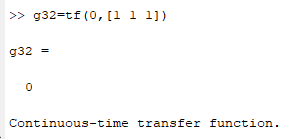 >> g32=tf(0,[1 1 1])
g32 =
0
Continuous-time transfer function.